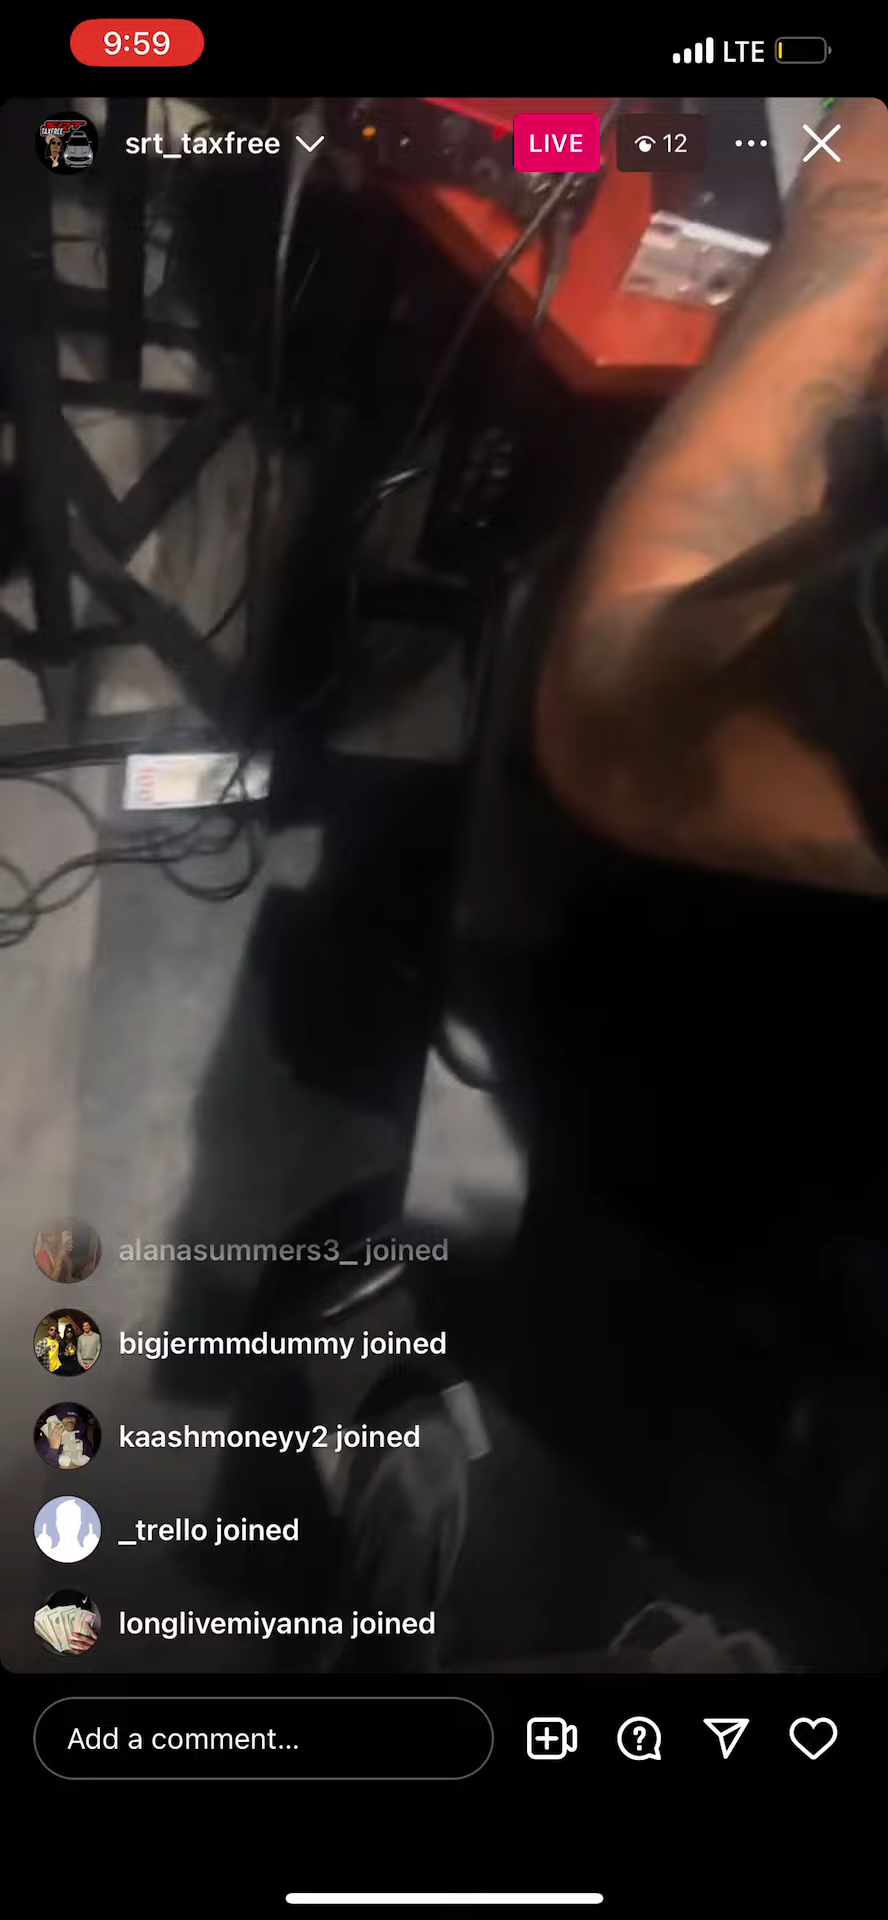 9:59
LTE
srt_taxfree
LIVE
12
alanasummers3_ joined
bigjermmdummy joined
kaashmoneyy2 joined
_trello joined
longlivemiyanna joined
Add a comment...